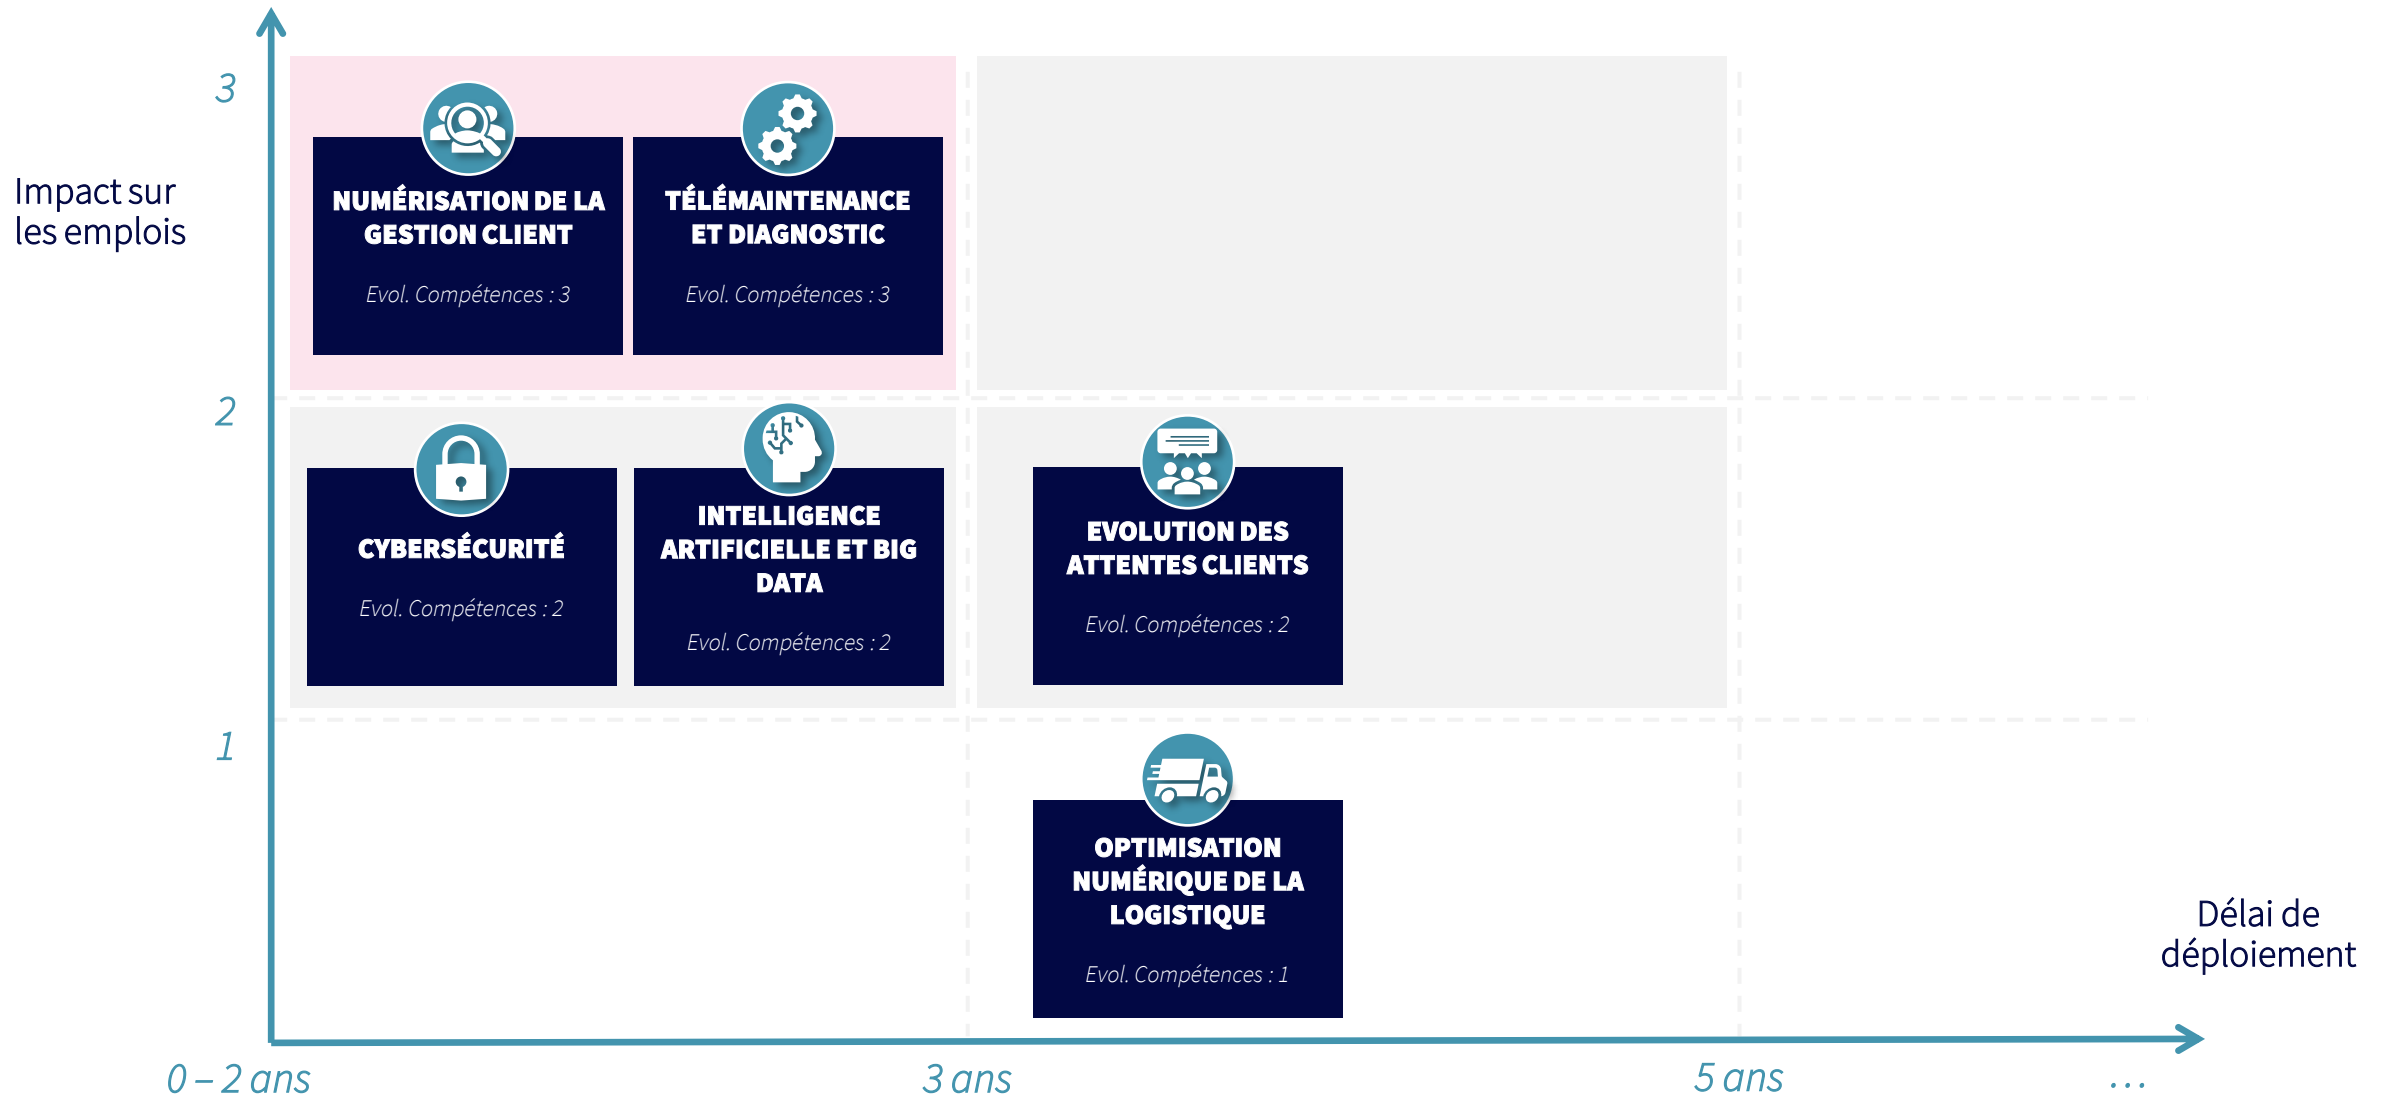 3
Impact sur
les emplois
NUMÉRISATION DE LA
GESTION CLIENT
Evol. Compétences : 3
TÉLÉMAINTENANCE
ET DIAGNOSTIC
Evol. Compétences : 3
2
CYBERSÉCURITÉ
Evol. Compétences : 2
INTELLIGENCE
ARTIFICIELLE ET BIG
DATA
Evol. Compétences : 2
EVOLUTION DES
ATTENTES CLIENTS
Evol. Compétences : 2
1
OPTIMISATION
NUMÉRIQUE DE LA
LOGISTIQUE
Evol. Compétences : 1
Délai de
déploiement
0 – 2 ans
3 ans
5 ans
…